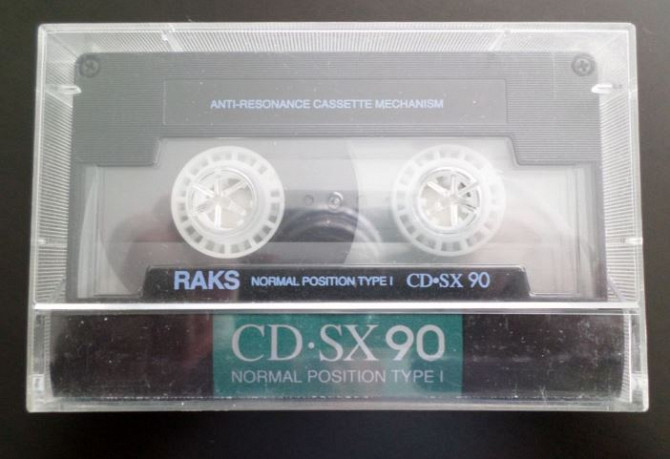 ANTI-RESONANCE CASSETTE MECHANISM
RAKS NORMAL POSITION TYPE I CD•SX 90
CD·SX 90
NORMAL POSITION TYPE I